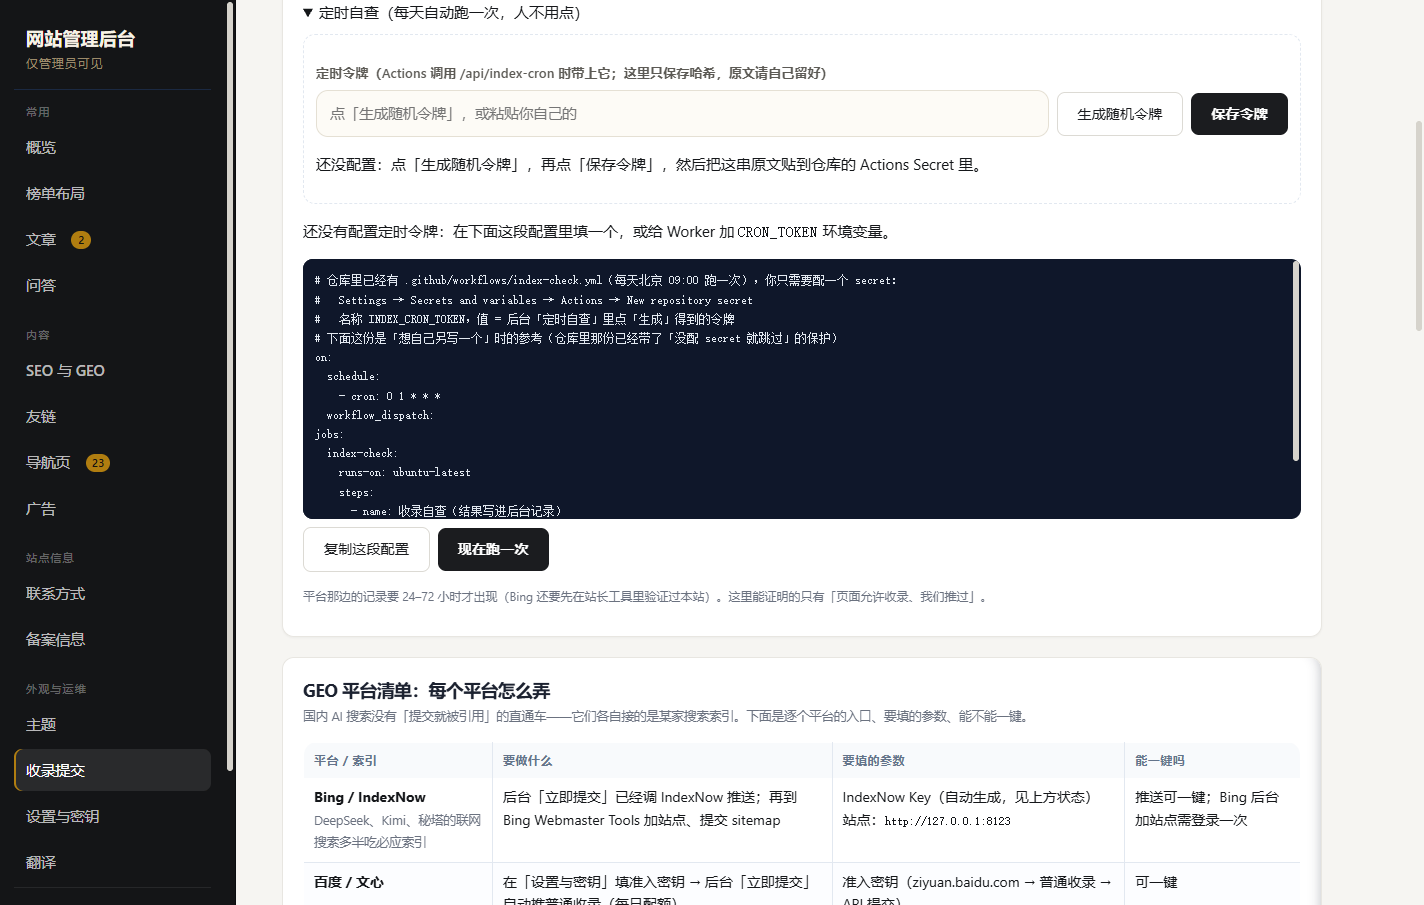 网站管理后台
仅管理员可见
常用
概览
榜单布局
文章 2
问答
内容
SEO 与 GEO
友链
导航页 23
广告
站点信息
联系方式
备案信息
外观与运维
主题
收录提交
设置与密钥
翻译
▼ 定时自查（每天自动跑一次，人不用点）
定时令牌（Actions 调用 /api/index-cron 时带上它；这里只保存哈希，原文请自己留好）
点「生成随机令牌」，或粘贴你自己的
生成随机令牌
保存令牌
还没配置：点「生成随机令牌」，再点「保存令牌」，然后把这串原文贴到仓库的 Actions Secret 里。
还没有配置定时令牌：在下面这段配置里填一个，或给 Worker 加 CRON_TOKEN 环境变量。
# 仓库里已经有 .github/workflows/index-check.yml（每天北京 09:00 跑一次），你只需要配一个 secret：
#   Settings → Secrets and variables → Actions → New repository secret
#   名称 INDEX_CRON_TOKEN，值 = 后台「定时自查」里点「生成」得到的令牌
# 下面这份是「想自己另写一个」时的参考（仓库里那份已经带了「没配 secret 就跳过」的保护）
on:
  schedule:
    - cron: 0 1 * * *
  workflow_dispatch:
jobs:
  index-check:
    runs-on: ubuntu-latest
    steps:
      - name: 收录自查（结果写进后台记录）
复制这段配置
现在跑一次
平台那边的记录要 24–72 小时才出现（Bing 还要先在站长工具里验证过本站）。这里能证明的只有「页面允许收录、我们推过」。
GEO 平台清单：每个平台怎么弄
国内 AI 搜索没有「提交就被引用」的直通车——它们各自接的是某家搜索索引。下面是逐个平台的入口、要填的参数、能不能一键。
平台 / 索引
要做什么
要填的参数
能一键吗
Bing / IndexNow
DeepSeek、Kimi、秘塔的联网
搜索多半吃必应索引
后台「立即提交」已经调 IndexNow 推送；再到
Bing Webmaster Tools 加站点、提交 sitemap
IndexNow Key（自动生成，见上方状态）
站点：http://127.0.0.1:8123
推送可一键；Bing 后台
加站点需登录一次
百度 / 文心
在「设置与密钥」填准入密钥 → 后台「立即提交」
自动推普通收录（每日配额）
准入密钥（ziyuan.baidu.com → 普通收录 →
API 提交）
可一键